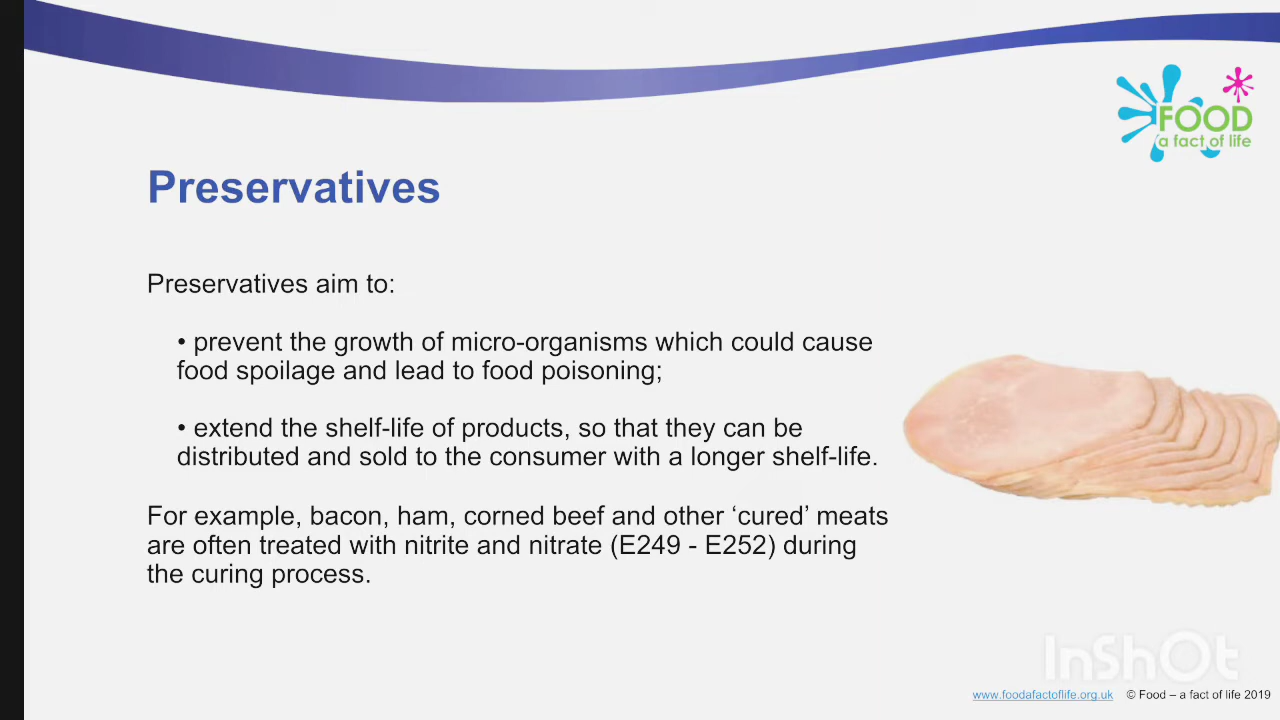 FOOD
a fact of life
Preservatives
Preservatives aim to:
• prevent the growth of micro-organisms which could cause
food spoilage and lead to food poisoning;
• extend the shelf-life of products, so that they can be
distributed and sold to the consumer with a longer shelf-life.
For example, bacon, ham, corned beef and other ‘cured’ meats
are often treated with nitrite and nitrate (E249 - E252) during
the curing process.
InShOt
www.foodafactoflife.org.uk © Food – a fact of life 2019